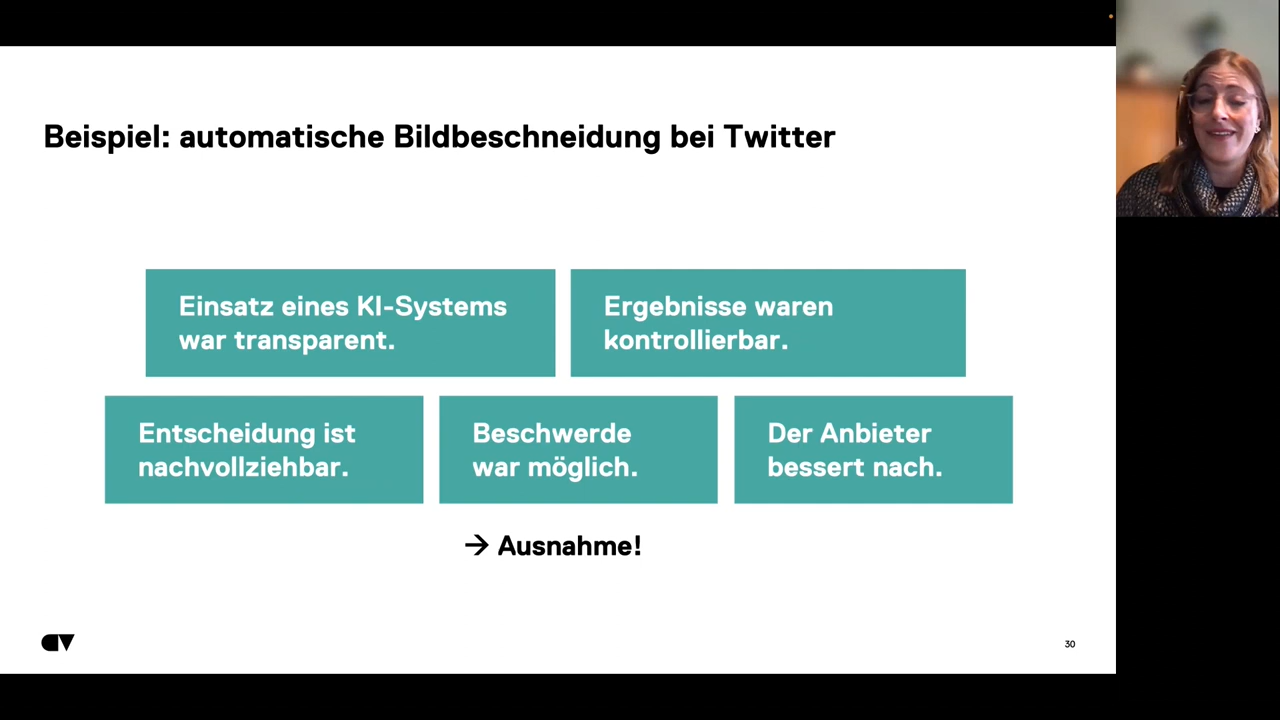 Beispiel: automatische Bildbeschneidung bei Twitter
Einsatz eines KI-Systems
war transparent.
Ergebnisse waren
kontrollierbar.
Entscheidung ist
nachvollziehbar.
Beschwerde
war möglich.
Der Anbieter
bessert nach.
→ Ausnahme!
30